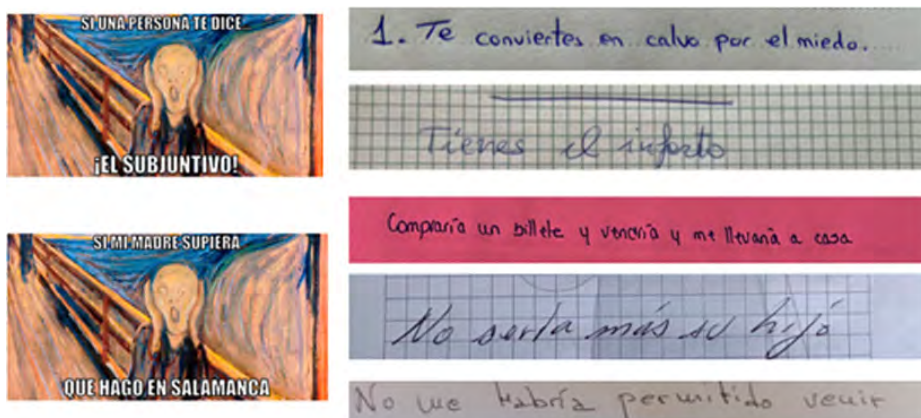 SI UNA PERSONA TE DICE
¡EL SUBJUNTIVO!
1. Te conviertes en calvo por el miedo.
Tienes el infarto
SI MI MADRE SUPIERA
QUE HAGO EN SALAMANCA
Compraría un billete y vendría y me llevaría a casa
No sería más su hijo
No me habría permitido venir